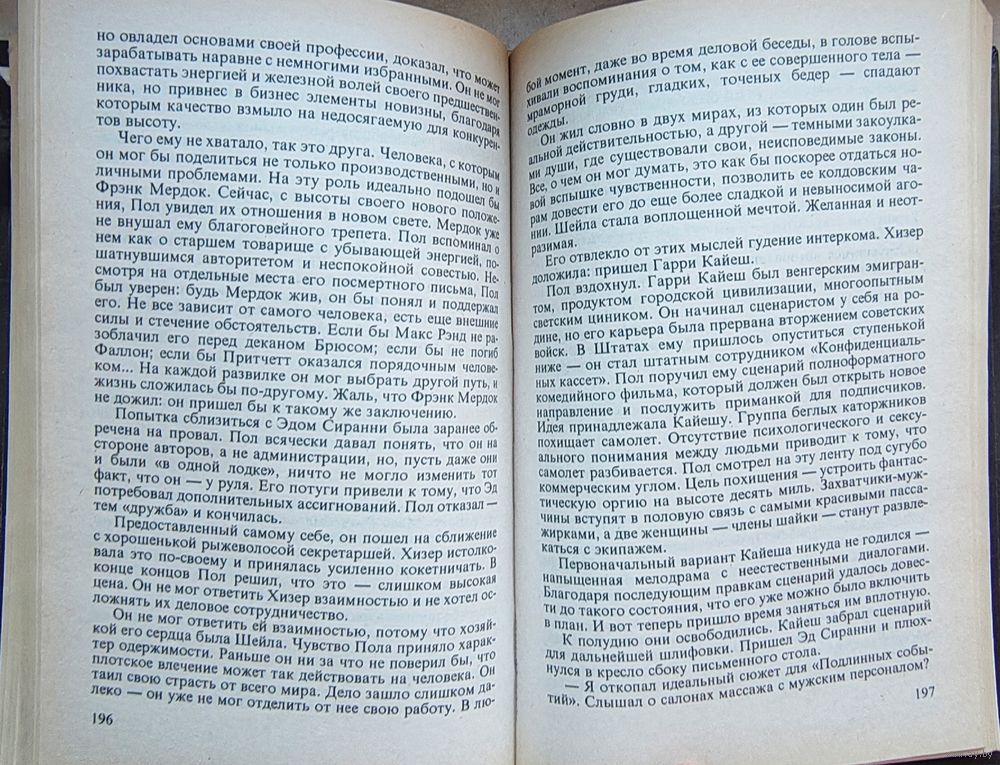 но овладел основами своей профессии, доказал, что может
зарабатывать наравне с немногими избранными. Он не мог
похвастать энергией и железной волей своего предшествен-
ника, но привнес в бизнес элементы новизны, благодаря
которым качество взмыло на недосягаемую для конкурен-
тов высоту.
Чего ему не хватало, так это друга. Человека, с которым
он мог бы поделиться не только производственными, но и
личными проблемами. На эту роль идеально подошел бы
Фрэнк Мердок. Сейчас, с высоты своего нового положе-
ния, Пол увидел их отношения в новом свете. Мердок уже
не внушал ему благоговейного трепета. Пол вспоминал о
нем как о старшем товарище с убывающей энергией, по-
шатнувшимся авторитетом и неспокойной совестью. Не-
смотря на отдельные места его посмертного письма, Пол
был уверен: будь Мердок жив, он бы понял и поддержал
его. Не все зависит от самого человека, есть еще внешние
силы и стечение обстоятельств. Если бы Макс Рэнд не ра-
зоблачил его перед деканом Брюсом; если бы не погиб
Фаллон; если бы Притчетт оказался порядочным челове-
ком... На каждой развилке он мог выбрать другой путь, и
жизнь сложилась бы по-другому. Жаль, что Фрэнк Мердок
не дожил: он пришел бы к такому же заключению.
Попытка сблизиться с Эдом Сиранни была заранее об-
речена на провал. Пол всячески давал понять, что он на
стороне авторов, а не администрации, но, пусть даже они
и были «в одной лодке», ничто не могло изменить тот
факт, что он — у руля. Его потуги привели к тому, что Эд
потребовал дополнительных ассигнований. Пол отказал —
тем «дружба» и кончилась.
Предоставленный самому себе, он пошел на сближение
с хорошенькой рыжеволосой секретаршей. Хизер истолко-
вала это по-своему и принялась усиленно кокетничать. В
конце концов Пол решил, что это — слишком высокая
цена. Он не мог ответить Хизер взаимностью и не хотел ос-
ложнять их деловое сотрудничество.
Он не мог ответить ей взаимностью, потому что хозяй-
кой его сердца была Шейла. Чувство Пола приняло харак-
тер одержимости. Раньше он ни за что не поверил бы, что
плотское влечение может так действовать на человека. Он
таил свою страсть от всего мира. Дело зашло слишком да-
леко — он уже не мог отделить от нее свою работу. В лю-
196
бой момент, даже во время деловой беседы, в голове вспы-
хивали воспоминания о том, как с ее совершенного тела —
мраморной груди, гладких, точеных бедер — спадают
одежды.
Он жил словно в двух мирах, из которых один был ре-
альной действительностью, а другой — темными закоулка-
ми души, где существовали свои, неисповедимые законы.
Все, о чем он мог думать, это как бы поскорее отдаться но-
вой вспышке чувственности, позволить ее колдовским ча-
рам довести его до еще более сладкой и невыносимой аго-
нии. Шейла стала воплощенной мечтой. Желанная и неот-
разимая.
Его отвлекло от этих мыслей гудение интеркома. Хизер
доложила: пришел Гарри Кайеш.
Пол вздохнул. Гарри Кайеш был венгерским эмигран-
том, продуктом городской цивилизации, многоопытным
светским циником. Он начинал сценаристом у себя на ро-
дине, но его карьера была прервана вторжением советских
войск. В Штатах ему пришлось опуститься ступенькой
ниже — он стал штатным сотрудником «Конфиденциаль-
ных кассет». Пол поручил ему сценарий полноформатного
комедийного фильма, который должен был открыть новое
направление и послужить приманкой для подписчиков.
Идея принадлежала Кайешу. Группа беглых каторжников
похищает самолет. Отсутствие психологического и сексу-
ального понимания между людьми приводит к тому, что
самолет разбивается. Пол смотрел на эту ленту под сугубо
коммерческим углом. Цель похищения — устроить фантас-
тическую оргию на высоте десять миль. Захватчики-муж-
чины вступят в половую связь с самыми красивыми пасса-
жирками, а две женщины — члены шайки — станут развле-
каться с экипажем.
Первоначальный вариант Кайеша никуда не годился —
напыщенная мелодрама с неестественными диалогами.
Благодаря последующим правкам сценарий удалось довес-
ти до такого состояния, что его уже можно было включить
в план. И вот теперь пришло время заняться им вплотную.
К полудню они освободились. Кайеш забрал сценарий
для дальнейшей шлифовки. Пришел Эд Сиранни и плюх-
нулся в кресло сбоку письменного стола.
— Я откопал идеальный сюжет для «Подлинных собы-
тий». Слышал о салонах массажа с мужским персоналом?
197